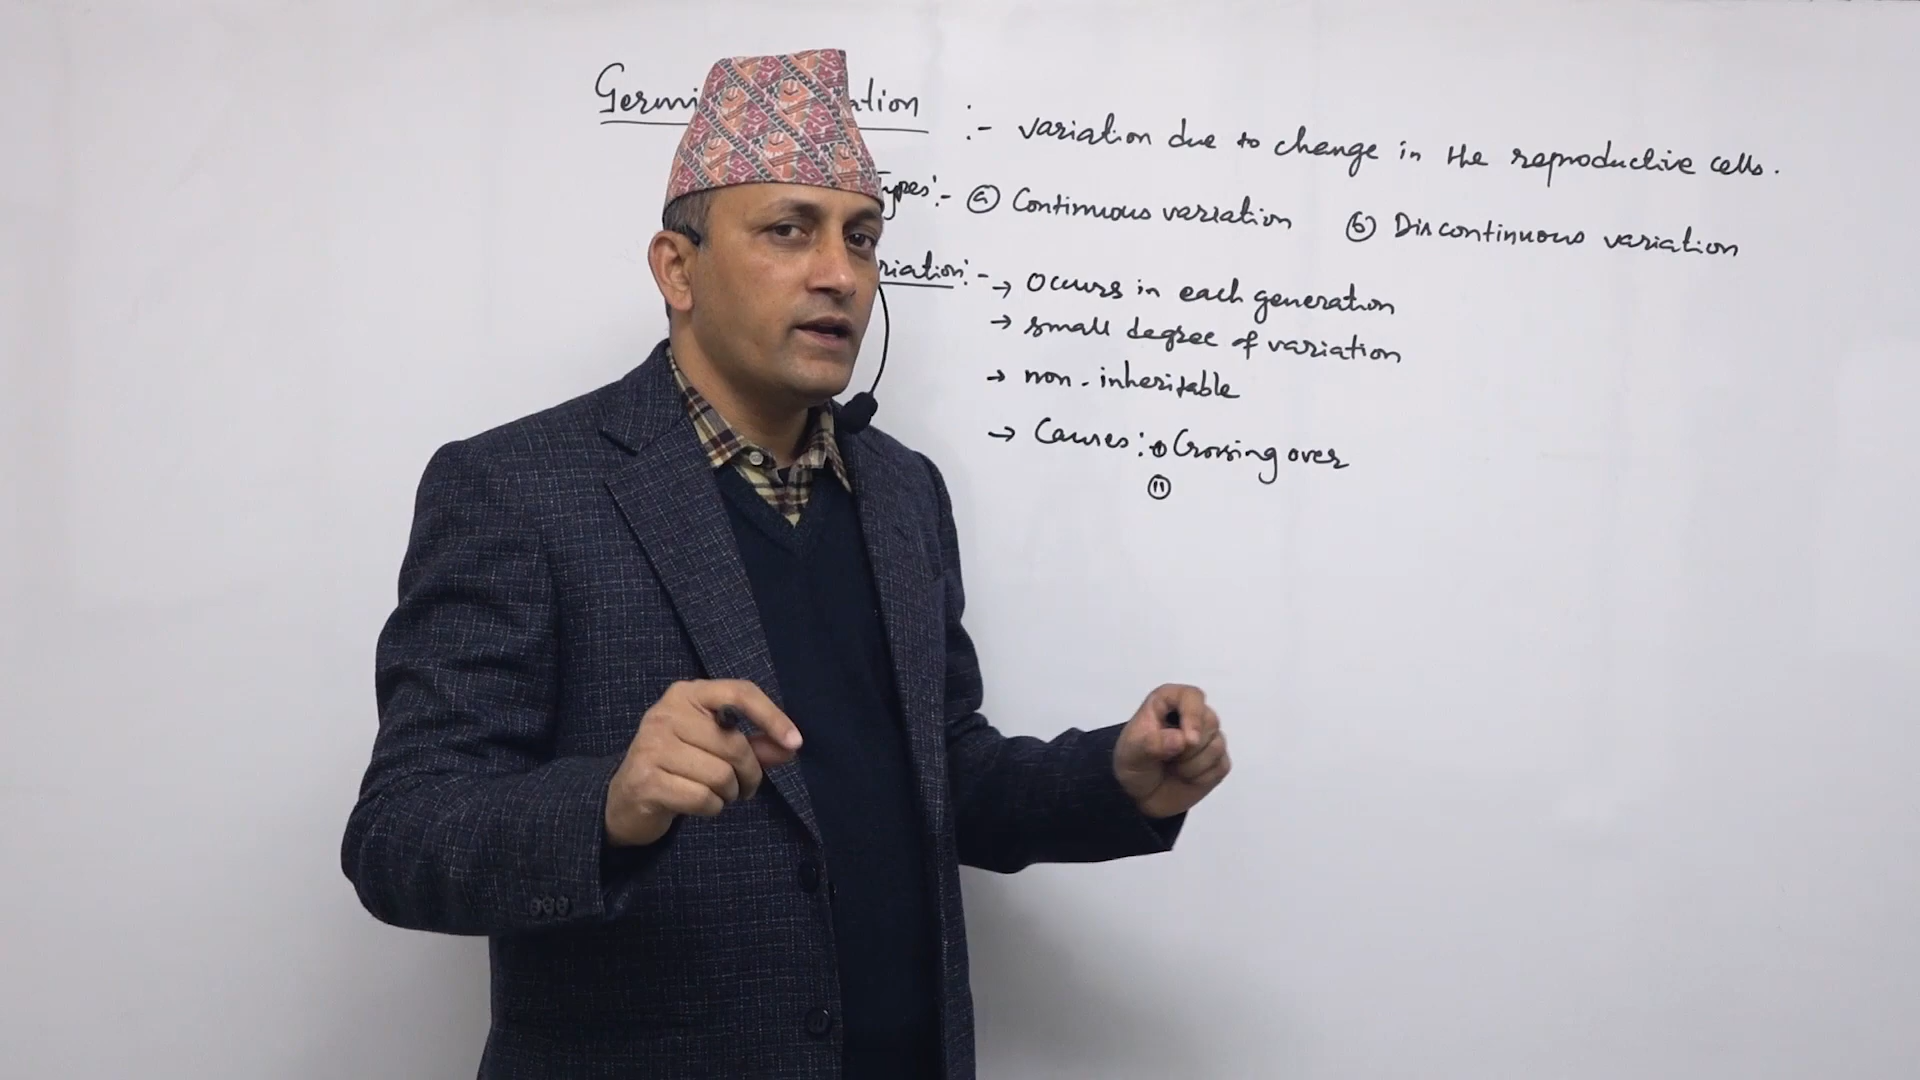 :- variation due to change in the reproductive cells.
:- ⓐ Continuous variation ⓑ Discontinuous variation
:- → Occurs in each generation
→ small degree of variation
→ non-inheritable
→ Causes: ⓘ Crossing over
ⓘⓘ